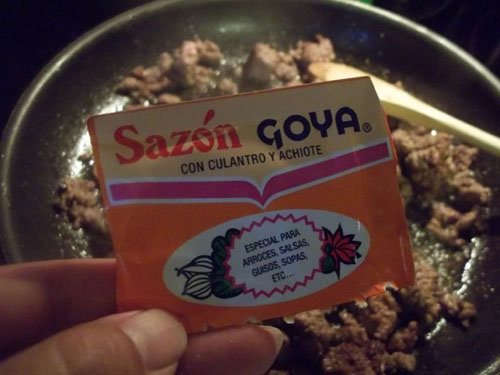 Sazón GOYA®
CON CULANTRO Y ACHIOTE
ESPECIAL PARA
ARROCES, SALSAS,
GUISOS, SOPAS,
ETC...